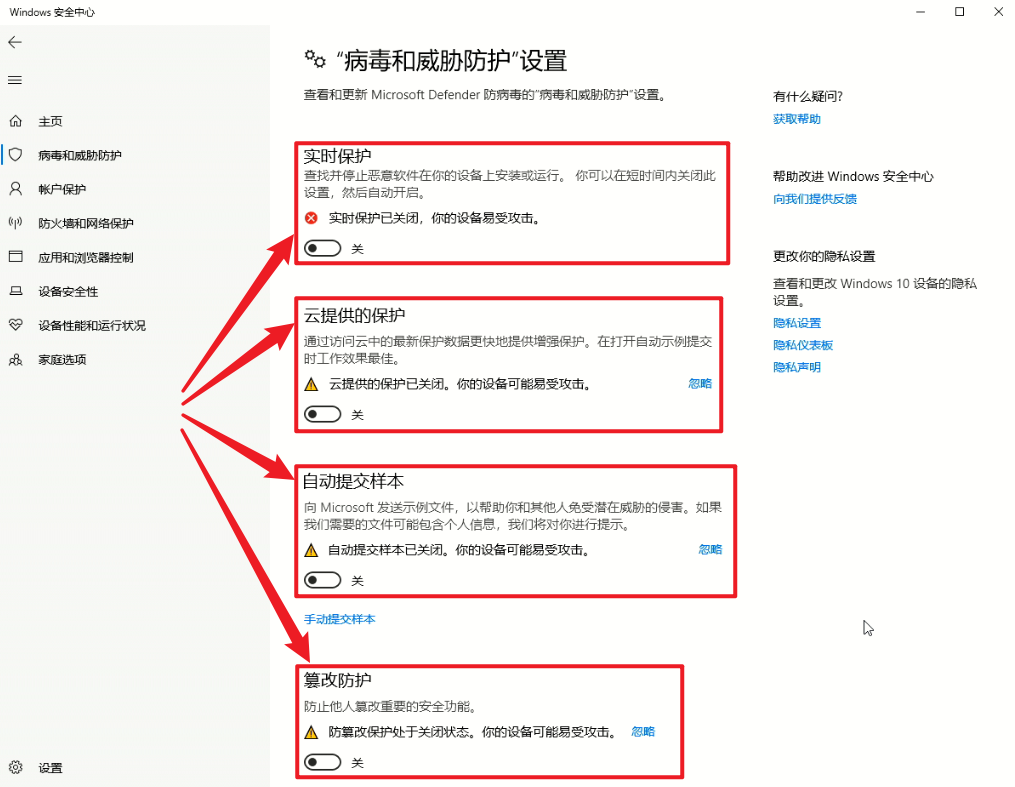 Windows 安全中心
主页
病毒和威胁防护
帐户保护
防火墙和网络保护
应用和浏览器控制
设备安全性
设备性能和运行状况
家庭选项
设置
“病毒和威胁防护”设置
查看和更新 Microsoft Defender 防病毒的“病毒和威胁防护”设置。
实时保护
查找并停止恶意软件在你的设备上安装或运行。 你可以在短时间内关闭此
设置，然后自动开启。
实时保护已关闭，你的设备易受攻击。
关
云提供的保护
通过访问云中的最新保护数据更快地提供增强保护。在打开自动示例提交
时工作效果最佳。
云提供的保护已关闭。你的设备可能易受攻击。 忽略
关
自动提交样本
向 Microsoft 发送示例文件，以帮助你和其他人免受潜在威胁的侵害。如果
我们需要的文件可能包含个人信息，我们将对你进行提示。
自动提交样本已关闭。你的设备可能易受攻击。 忽略
关
手动提交样本
篡改防护
防止他人篡改重要的安全功能。
防篡改保护处于关闭状态。你的设备可能易受攻击。 忽略
关
有什么疑问?
获取帮助
帮助改进 Windows 安全中心
向我们提供反馈
更改你的隐私设置
查看和更改 Windows 10 设备的隐私
设置。
隐私设置
隐私仪表板
隐私声明